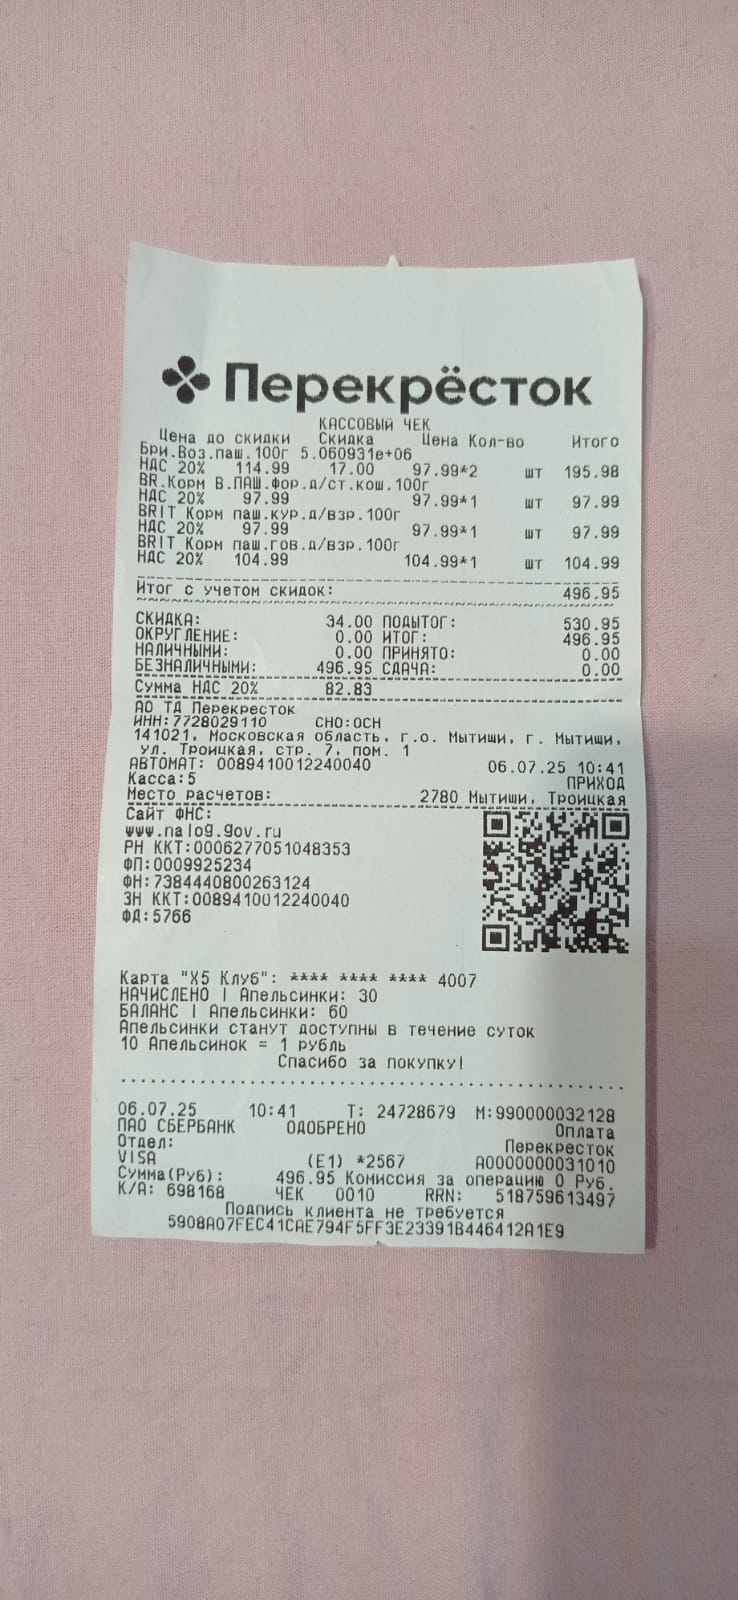 Перекрёсток
КАССОВЫЙ ЧЕК
Цена до скидки Скидка Цена Кол-во Итого
Бри.Воз.паш.100г 5.060931e+06
НДС 20% 114.99 17.00 97.99*2 шт 195.98
BR.Корм В.ПАШ.фор.д/ст.кош.100г
НДС 20% 97.99 97.99*1 шт 97.99
BRIT Корм паш.кур.д/взр.100г
НДС 20% 97.99 97.99*1 шт 97.99
BRIT Корм паш.гов.д/взр.100г
НДС 20% 104.99 104.99*1 шт 104.99
Итог с учетом скидок: 496.95
СКИДКА: 34.00 ПОДЫТОГ: 530.95
ОКРУГЛЕНИЕ: 0.00 ИТОГ: 496.95
НАЛИЧНЫМИ: 0.00 ПРИНЯТО: 0.00
БЕЗНАЛИЧНЫМИ: 496.95 СДАЧА: 0.00
Сумма НДС 20% 82.83
АО ТД Перекресток
ИНН:7728029110 СНО:ОСН
141021, Московская область, г.о. Мытищи, г. Мытищи,
ул. Троицкая, стр. 7, пом. 1
АВТОМАТ: 0089410012240040 06.07.25 10:41
Касса:5 ПРИХОД
Место расчетов: 2780 Мытищи, Троицкая
Сайт ФНС:
www.nalog.gov.ru
РН ККТ:0006277051048353
ФП:0009925234
ФН:7384440800263124
ЗН ККТ:0089410012240040
ФД:5766
Карта "X5 Клуб": **** **** **** 4007
НАЧИСЛЕНО | Апельсинки: 30
БАЛАНС | Апельсинки: 60
Апельсинки станут доступны в течение суток
10 Апельсинок = 1 рубль
Спасибо за покупку!
06.07.25 10:41 Т: 24728679 М:990000032128
ПАО СБЕРБАНК ОДОБРЕНО Оплата
Отдел: Перекресток
VISA (E1) *2567 A0000000031010
Сумма(Руб): 496.95 Комиссия за операцию 0 Руб.
К/А: 698168 ЧЕК 0010 RRN: 518759613497
Подпись клиента не требуется
5908A07FEC41CAE794F5FF3E23391B446412A1E9